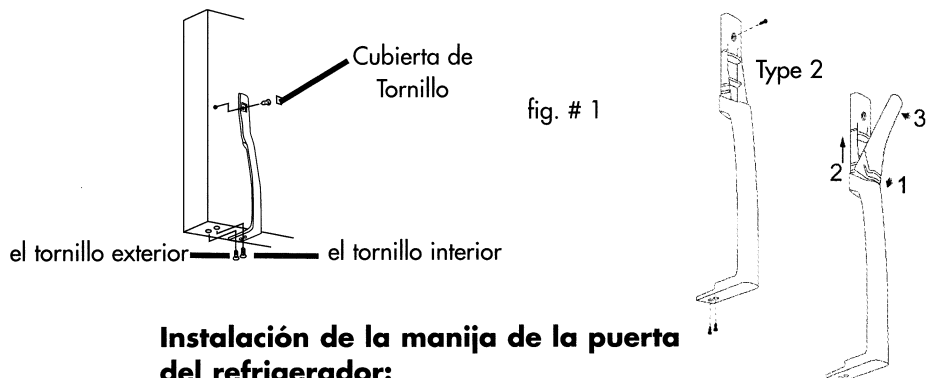 Cubierta de
Tornillo
fig. # 1
Type 2
3
2
1
el tornillo exterior
el tornillo interior
Instalación de la manija de la puerta
del refrigerador: